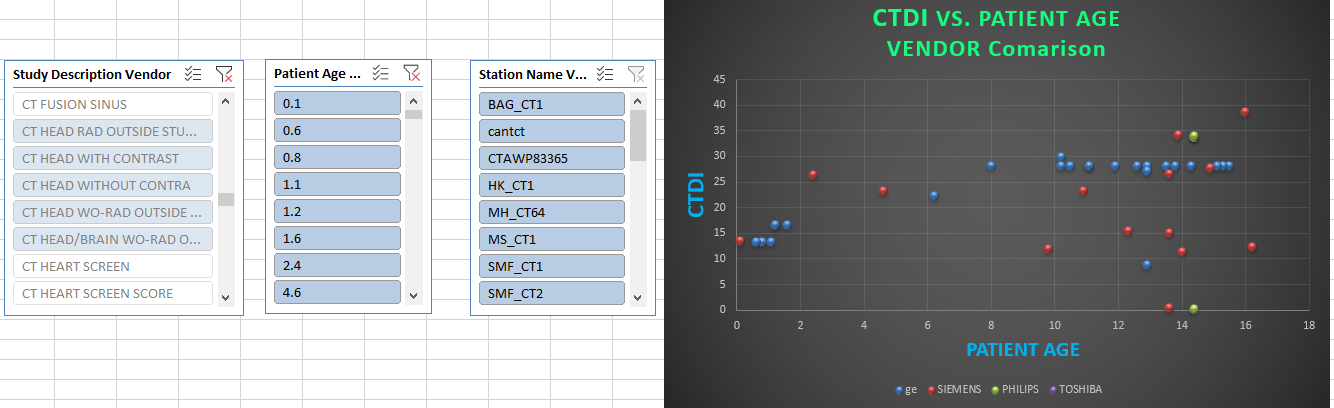 Study Description Vendor
CT FUSION SINUS
CT HEAD RAD OUTSIDE STU...
CT HEAD WITH CONTRAST
CT HEAD WITHOUT CONTRA
CT HEAD WO-RAD OUTSIDE ...
CT HEAD/BRAIN WO-RAD O...
CT HEART SCREEN
CT HEART SCREEN SCORE
Patient Age ...
0.1
0.6
0.8
1.1
1.2
1.6
2.4
4.6
Station Name V...
BAG_CT1
cantct
CTAWP83365
HK_CT1
MH_CT64
MS_CT1
SMF_CT1
SMF_CT2
CTDI VS. PATIENT AGE
VENDOR Comarison
CTDI
45
40
35
30
25
20
15
10
5
0
0 2 4 6 8 10 12 14 16 18
PATIENT AGE
ge SIEMENS PHILIPS TOSHIBA